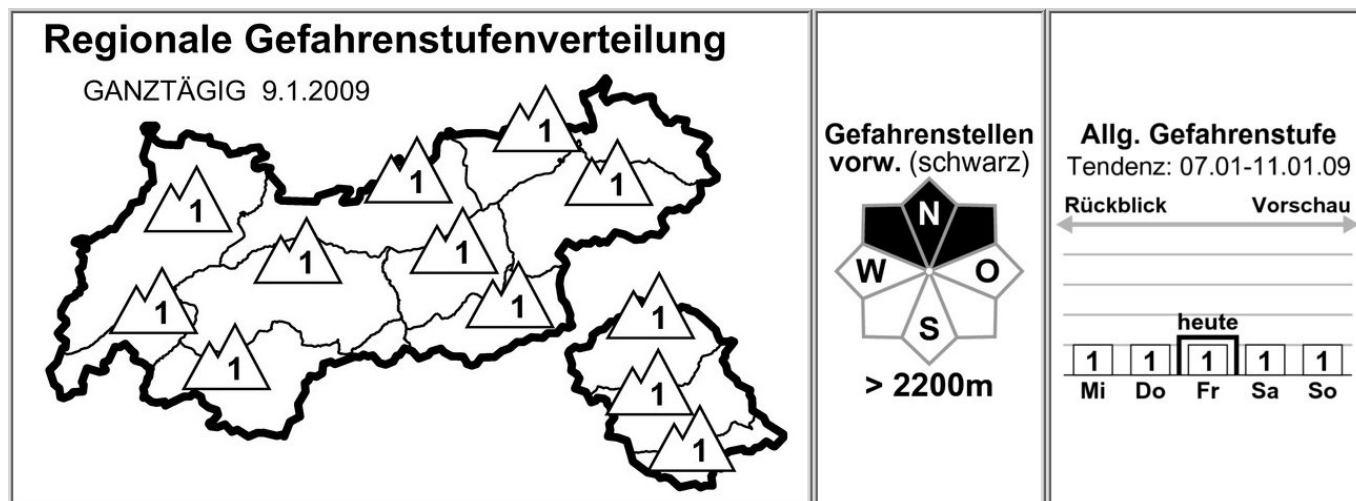 Regionale Gefahrenstufenverteilung
GANZTÄGIG 9.1.2009
1
1
1
1
1
1
1
1
1
1
1
1
Gefahrenstellen
vorw. (schwarz)
N
W O
S
> 2200m
Allg. Gefahrenstufe
Tendenz: 07.01-11.01.09
Rückblick Vorschau
heute
1 1 1 1 1
Mi Do Fr Sa So